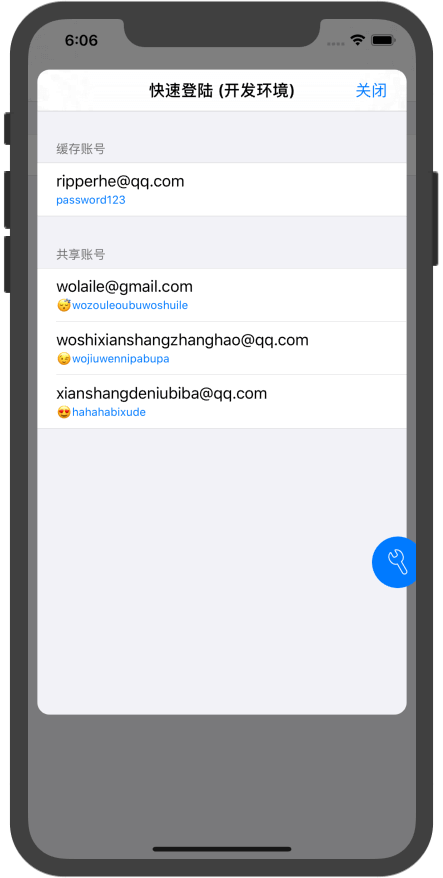 6:06
快速登陆 (开发环境)
关闭
缓存账号
ripperhe@qq.com
password123
共享账号
wolaile@gmail.com
😴wozouleoubuwoshuile
woshixianshangzhanghao@qq.com
😉wojiuwennipabupa
xianshangdeniubiba@qq.com
😍hahahabixude